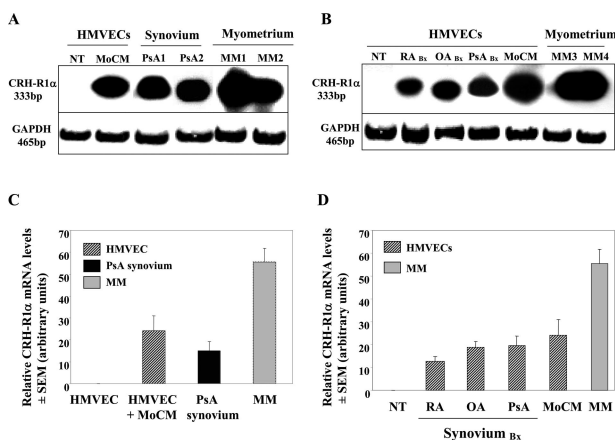 A
HMVECs Synovium Myometrium
NT MoCM PsA1 PsA2 MM1 MM2
CRH-R1α
333bp
GAPDH
465bp
B
HMVECs Myometrium
NT RA Bx OA Bx PsA Bx MoCM MM3 MM4
CRH-R1α
333bp
GAPDH
465bp
C
Relative CRH-R1α mRNA levels
± SEM (arbitrary units)
70
60
50
40
30
20
10
0
HMVEC
PsA synovium
MM
HMVEC HMVEC PsA MM
+ MoCM synovium
D
Relative CRH-R1α mRNA levels
± SEM (arbitrary units)
70
60
50
40
30
20
10
0
HMVECs
MM
NT RA OA PsA MoCM MM
Synovium Bx